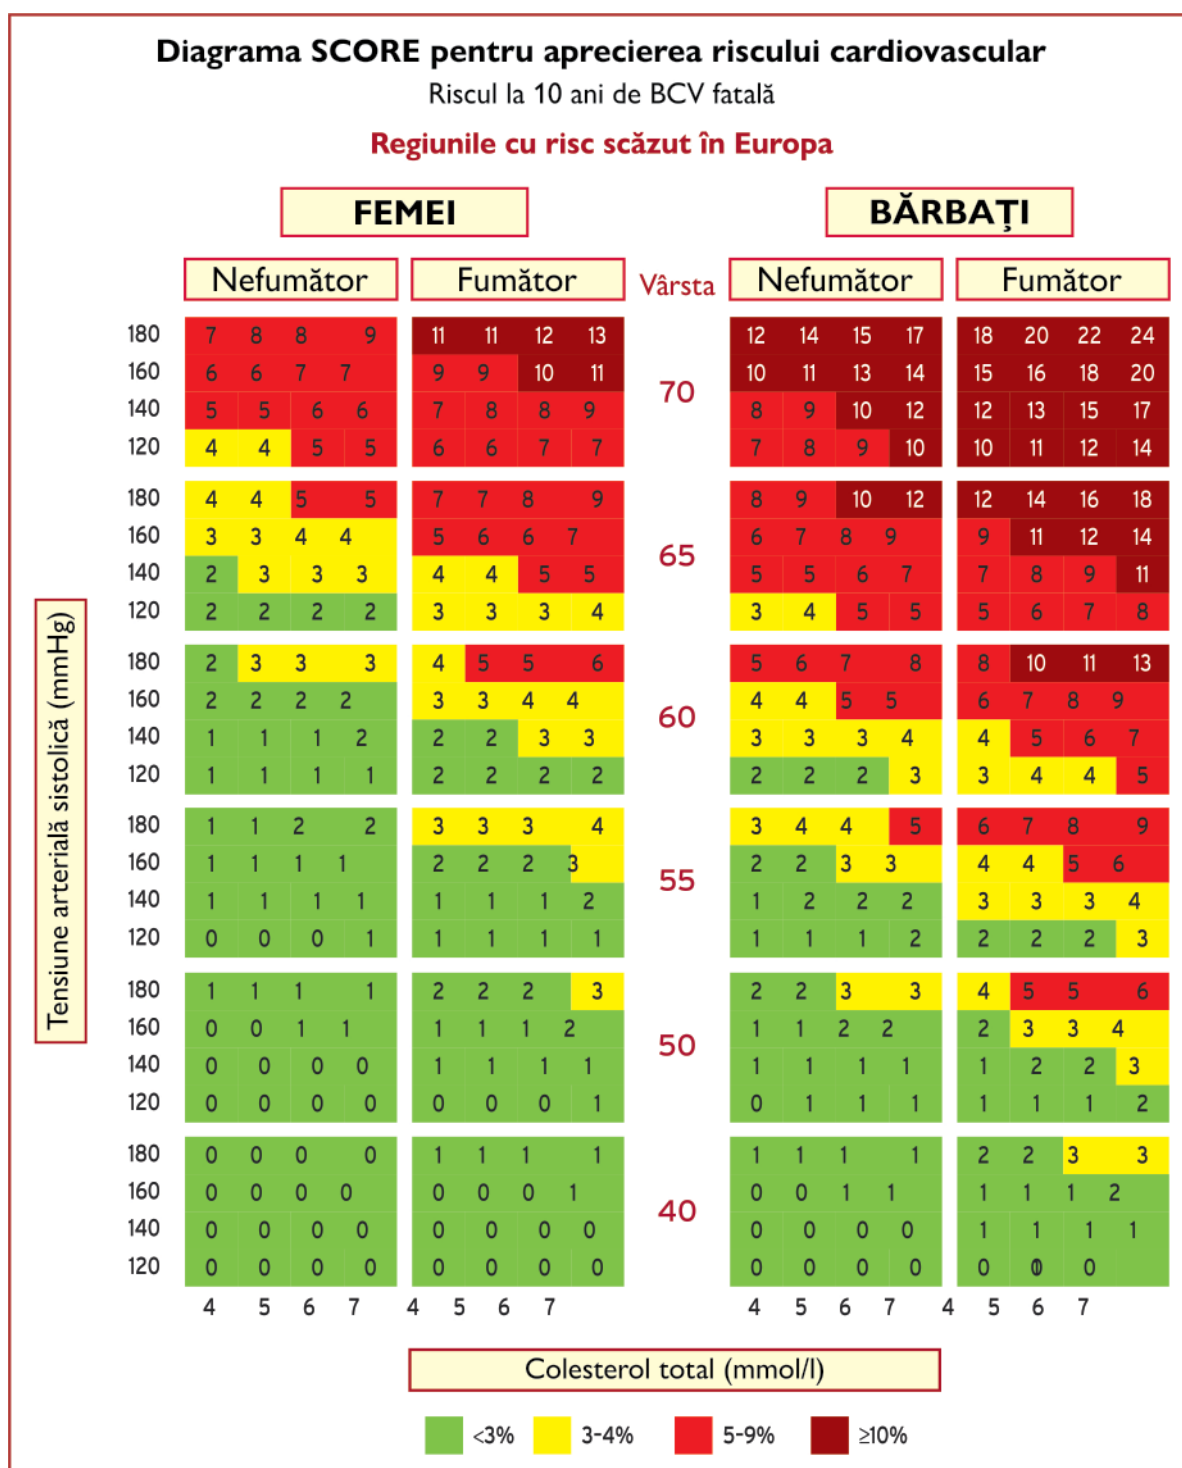 Diagrama SCORE pentru aprecierea riscului cardiovascular
Riscul la 10 ani de BCV fatală
Regiunile cu risc scăzut în Europa
FEMEI BĂRBAŢI
Nefumător Fumător Vârsta Nefumător Fumător
Tensiune arterială sistolică (mmHg)
180 7 8 8 9 11 11 12 13 12 14 15 17 18 20 22 24
160 6 6 7 7 9 9 10 11 10 11 13 14 15 16 18 20
70
140 5 5 6 6 7 8 8 9 8 9 10 12 12 13 15 17
120 4 4 5 5 6 6 7 7 7 8 9 10 10 11 12 14
180 4 4 5 5 7 7 8 9 8 9 10 12 12 14 16 18
160 3 3 4 4 5 6 6 7 6 7 8 9 9 11 12 14
65
140 2 3 3 3 4 4 5 5 5 5 6 7 7 8 9 11
120 2 2 2 2 3 3 3 4 3 4 5 5 5 6 7 8
180 2 3 3 3 4 5 5 6 5 6 7 8 8 10 11 13
160 2 2 2 2 3 3 4 4 4 4 5 5 6 7 8 9
60
140 1 1 1 2 2 2 3 3 3 3 3 4 4 5 6 7
120 1 1 1 1 2 2 2 2 2 2 2 3 3 4 4 5
180 1 1 2 2 3 3 3 4 3 4 4 5 6 7 8 9
160 1 1 1 1 2 2 2 3 2 2 3 3 4 4 5 6
55
140 1 1 1 1 1 1 1 2 1 2 2 2 3 3 3 4
120 0 0 0 1 1 1 1 1 1 1 1 2 2 2 2 3
180 1 1 1 1 2 2 2 3 2 2 3 3 4 5 5 6
160 0 0 1 1 1 1 1 2 1 1 2 2 2 3 3 4
50
140 0 0 0 0 1 1 1 1 1 1 1 1 1 2 2 3
120 0 0 0 0 0 0 0 1 0 1 1 1 1 1 1 2
180 0 0 0 0 1 1 1 1 1 1 1 1 2 2 3 3
160 0 0 0 0 0 0 0 1 0 0 1 1 1 1 1 2
40
140 0 0 0 0 0 0 0 0 0 0 0 0 1 1 1 1
120 0 0 0 0 0 0 0 0 0 0 0 0 0 0
4 5 6 7 4 5 6 7 4 5 6 7 4 5 6 7
Colesterol total (mmol/l)
<3% 3-4% 5-9% ≥10%